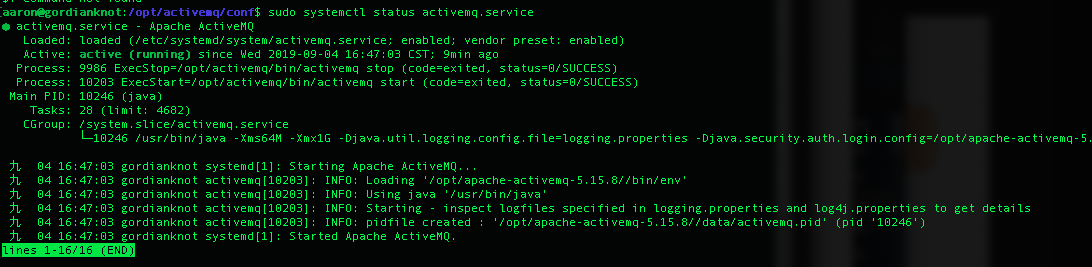 [aaron@gordianknot:/opt/activemq/conf$ sudo systemctl status activemq.service
● activemq.service - Apache ActiveMQ
Loaded: loaded (/etc/systemd/system/activemq.service; enabled; vendor preset: enabled)
Active: active (running) since Wed 2019-09-04 16:47:03 CST; 9min ago
Process: 9986 ExecStop=/opt/activemq/bin/activemq stop (code=exited, status=0/SUCCESS)
Process: 10203 ExecStart=/opt/activemq/bin/activemq start (code=exited, status=0/SUCCESS)
Main PID: 10246 (java)
Tasks: 28 (limit: 4682)
CGroup: /system.slice/activemq.service
└─10246 /usr/bin/java -Xms64M -Xmx1G -Djava.util.logging.config.file=logging.properties -Djava.security.auth.login.config=/opt/apache-activemq-5.
九 04 16:47:03 gordianknot systemd[1]: Starting Apache ActiveMQ...
九 04 16:47:03 gordianknot activemq[10203]: INFO: Loading '/opt/apache-activemq-5.15.8//bin/env'
九 04 16:47:03 gordianknot activemq[10203]: INFO: Using java '/usr/bin/java'
九 04 16:47:03 gordianknot activemq[10203]: INFO: Starting - inspect logfiles specified in logging.properties and log4j.properties to get details
九 04 16:47:03 gordianknot activemq[10203]: INFO: pidfile created : '/opt/apache-activemq-5.15.8//data/activemq.pid' (pid '10246')
九 04 16:47:03 gordianknot systemd[1]: Started Apache ActiveMQ.
lines 1-16/16 (END)